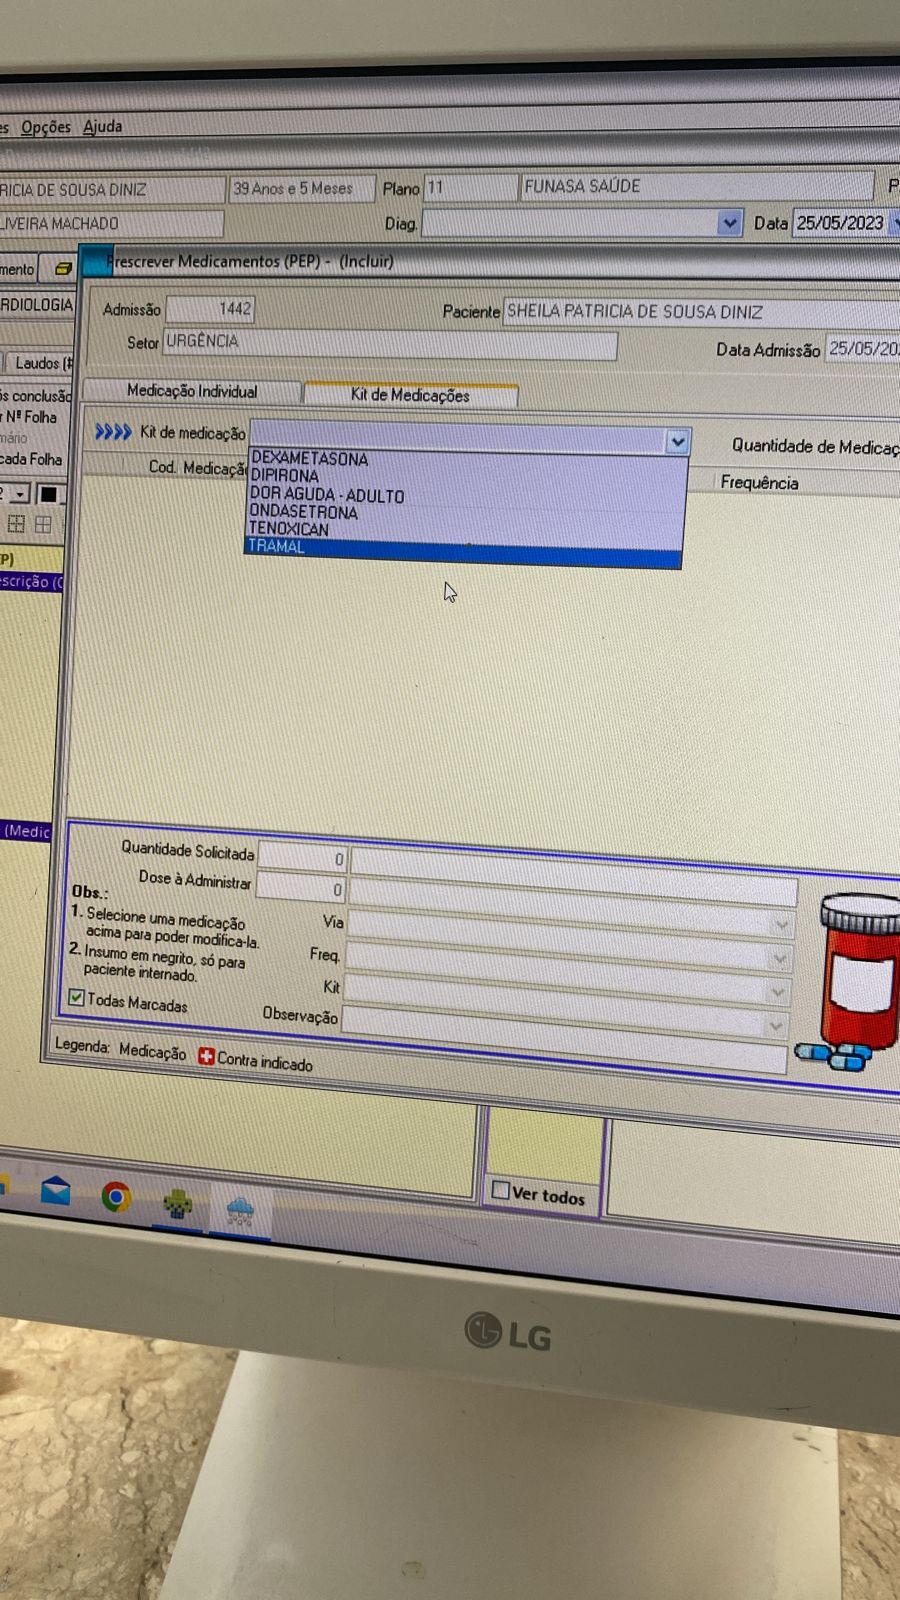 es Opções Ajuda
RICIA DE SOUSA DINIZ 39 Anos e 5 Meses Plano 11 FUNASA SAÚDE P
LIVEIRA MACHADO Diag. Data 25/05/2023
mento Prescrever Medicamentos (PEP) - (Incluir)
RDIOLOGIA Admissão 1442 Paciente SHEILA PATRICIA DE SOUSA DINIZ
Setor URGÊNCIA Data Admissão 25/05/20
Laudos (
Medicação Individual Kit de Medicações
s conclusão
r Nº Folha
mário
cada Folha
>>>> Kit de medicação Quantidade de Medicaç
Cod. Medicaçã Frequência
DEXAMETASONA
DIPIRONA
DOR AGUDA - ADULTO
ONDASETRONA
TENOXICAN
TRAMAL
P)
escrição (
(Medic
Quantidade Solicitada 0
Dose à Administrar 0
Obs.:
1. Selecione uma medicação
acima para poder modifica-la.
2. Insumo em negrito, só para
paciente internado.
Via
Freq.
Kit
Observação
Todas Marcadas
Legenda: Medicação Contra indicado
Ver todos
LG